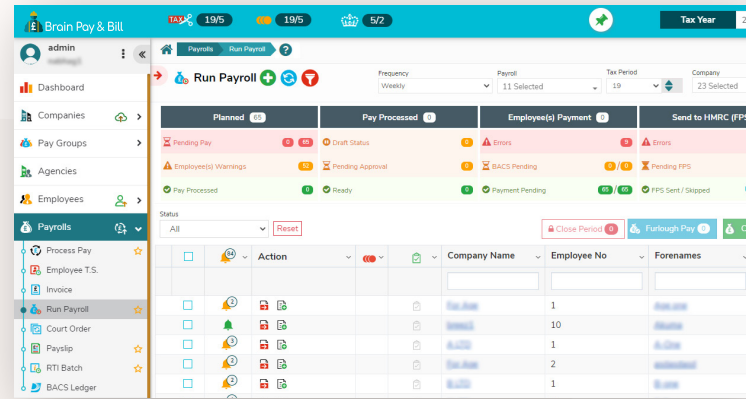 Brain Pay & Bill TAX 19/5 19/5 5/2 Tax Year 2
admin
Payrolls Run Payroll ?
Run Payroll
Frequency Payroll Tax Period Company
Weekly 11 Selected 19 23 Selected
Dashboard
Companies
Pay Groups
Agencies
Employees
Payrolls
Process Pay
Employee T.S.
Invoice
Run Payroll
Court Order
Payslip
RTI Batch
BACS Ledger
Planned 65 Pay Processed 0 Employee(s) Payment 0 Send to HMRC (FPS
Pending Pay 0 65 Draft Status 0 Errors 5 Errors
Employee(s) Warnings 52 Pending Approval 0 BACS Pending 0 / 0 Pending FPS
Pay Processed 0 Ready 0 Payment Pending 65 / 65 FPS Sent / Skipped
Status
All Reset Close Period 0 Furlough Pay 0 C
84 Action Company Name Employee No Forenames
2 1
10
3 1
2 2
2 1